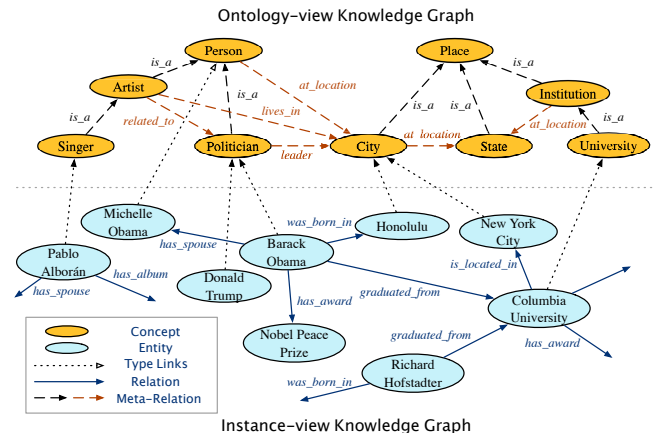 Ontology-view Knowledge Graph
Person
Place
is_a
is_a
Artist
at_location
Institution
is_a
is_a
is_a
is_a
lives_in
at_location
is_a
related_to
Singer
Politician
leader
City
at_location
State
University
Michelle
Obama
was_born_in
Honolulu
New York
City
has_spouse
Barack
Obama
Pablo
Alborán
has_album
is_located_in
has_spouse
Donald
Trump
graduated_from
Columbia
University
has_award
Concept
Entity
Type Links
Relation
Meta-Relation
Nobel Peace
Prize
graduated_from
has_award
Richard
Hofstadter
was_born_in
Instance-view Knowledge Graph